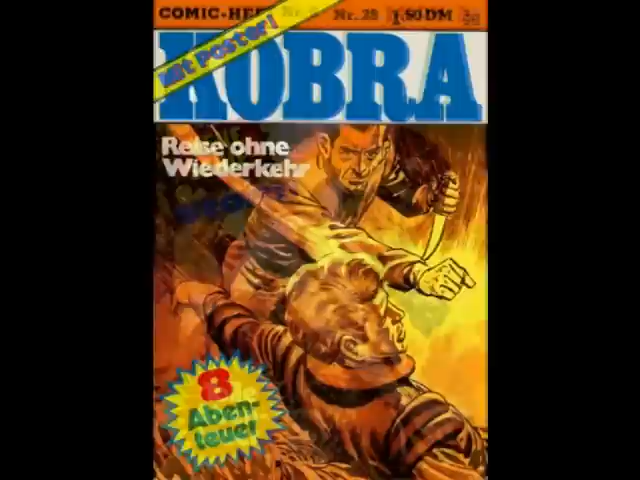 COMIC-HEFT Nr. 28 1,50 DM
Mit Poster!
KOBRA
Reise ohne
Wiederkehr
8
Aben-
teuer